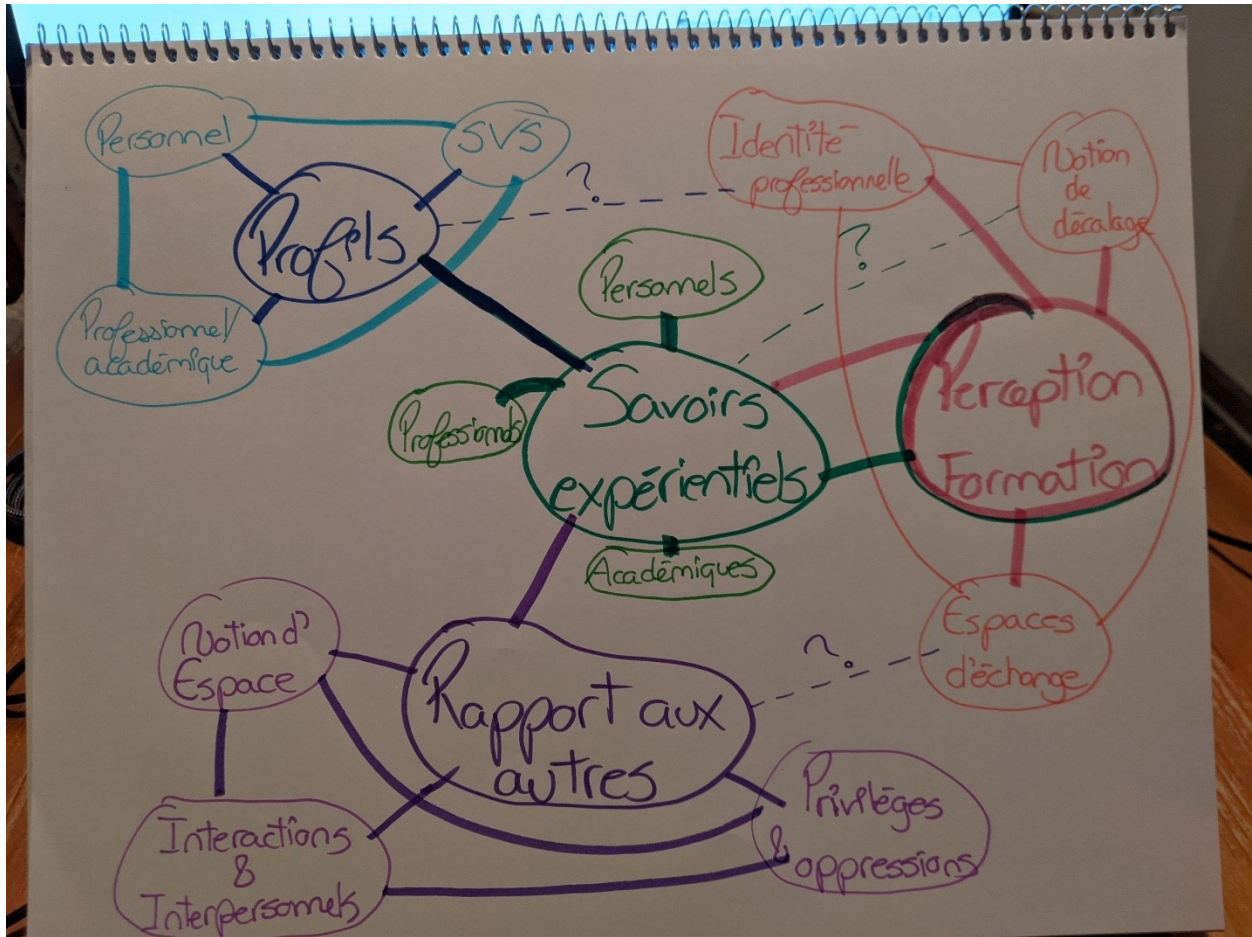 Personnel
SVS
Profils
Professionnel/
académique
?
Identité
professionnelle
Notion
de
décalage
?
Personnels
Professionnels
Savoirs
expérientiels
Académiques
Perception
Formation
Espaces
d'échange
?
Notion d'
Espace
Rapport aux
autres
Interactions
&
Interpersonnels
Privilèges
& oppressions